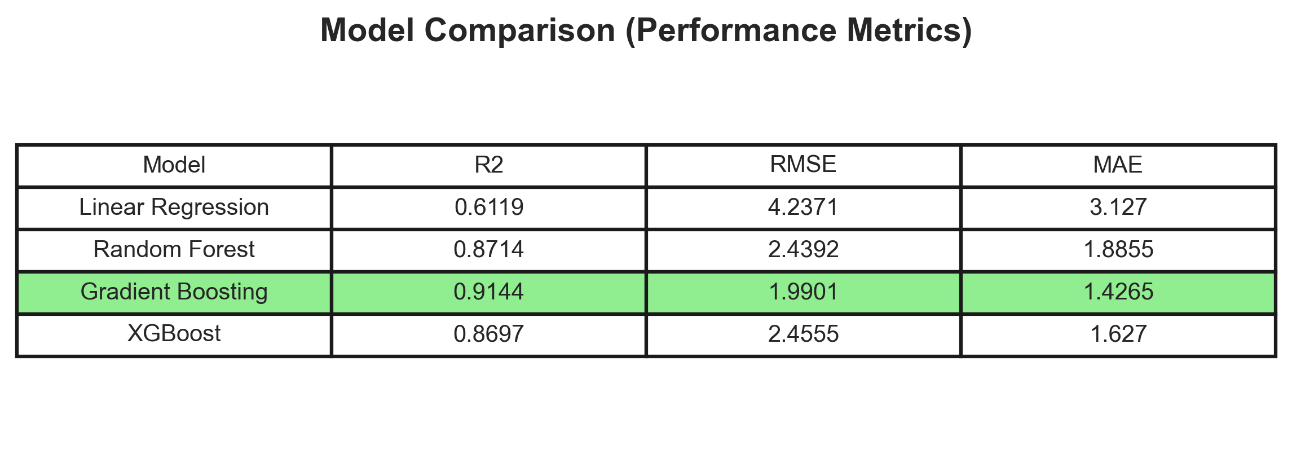 Model Comparison (Performance Metrics)
Model R2 RMSE MAE
Linear Regression 0.6119 4.2371 3.127
Random Forest 0.8714 2.4392 1.8855
Gradient Boosting 0.9144 1.9901 1.4265
XGBoost 0.8697 2.4555 1.627